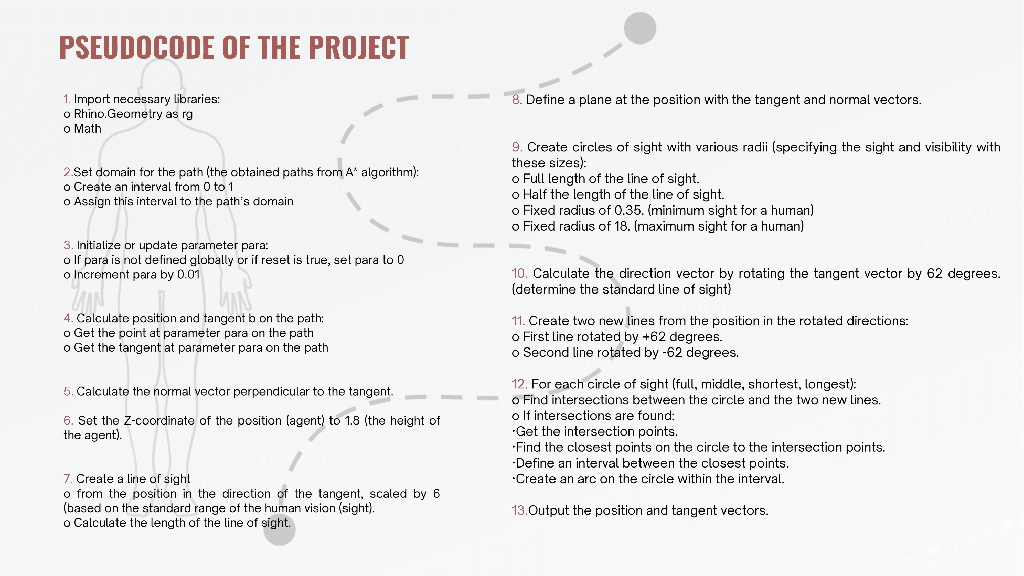 PSEUDOCODE OF THE PROJECT
1. Import necessary libraries:
o Rhino.Geometry as rg
o Math
2.Set domain for the path (the obtained paths from A* algorithm):
o Create an interval from 0 to 1
o Assign this interval to the path's domain
3. Initialize or update parameter para:
o If para is not defined globally or if reset is true, set para to 0
o Increment para by 0.01
4. Calculate position and tangent b on the path:
o Get the point at parameter para on the path
o Get the tangent at parameter para on the path
5. Calculate the normal vector perpendicular to the tangent.
6. Set the Z-coordinate of the position (agent) to 1.8 (the height of
the agent).
7. Create a line of sight
o from the position in the direction of the tangent, scaled by 6
(based on the standard range of the human vision (sight).
o Calculate the length of the line of sight.
8. Define a plane at the position with the tangent and normal vectors.
9. Create circles of sight with various radii (specifying the sight and visibility with
these sizes):
o Full length of the line of sight.
o Half the length of the line of sight.
o Fixed radius of 0.35. (minimum sight for a human)
o Fixed radius of 18. (maximum sight for a human)
10. Calculate the direction vector by rotating the tangent vector by 62 degrees.
(determine the standard line of sight)
11. Create two new lines from the position in the rotated directions:
o First line rotated by +62 degrees.
o Second line rotated by -62 degrees.
12. For each circle of sight (full, middle, shortest, longest):
o Find intersections between the circle and the two new lines.
o If intersections are found:
·Get the intersection points.
·Find the closest points on the circle to the intersection points.
·Define an interval between the closest points.
·Create an arc on the circle within the interval.
13.Output the position and tangent vectors.